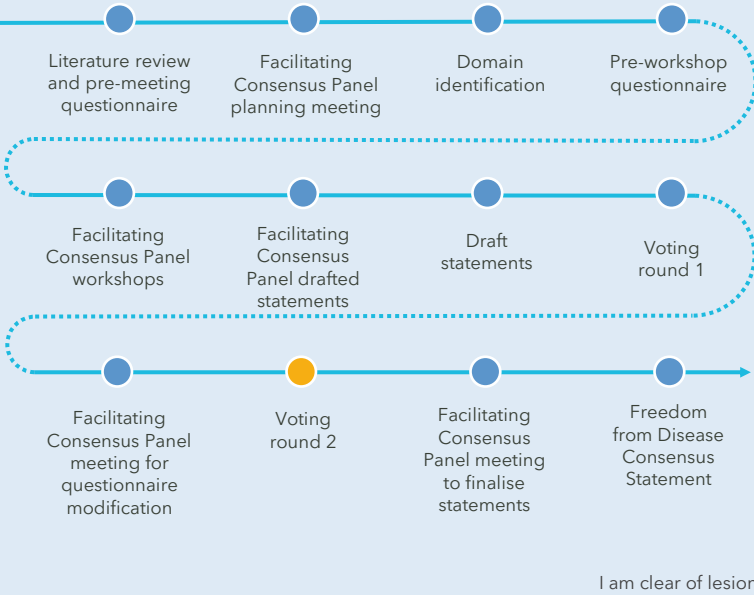 Literature review
and pre-meeting
questionnaire
Facilitating
Consensus Panel
planning meeting
Domain
identification
Pre-workshop
questionnaire
Facilitating
Consensus Panel
workshops
Facilitating
Consensus
Panel drafted
statements
Draft
statements
Voting
round 1
Facilitating
Consensus Panel
meeting for
questionnaire
modification
Voting
round 2
Facilitating
Consensus
Panel meeting
to finalise
statements
Freedom
from Disease
Consensus
Statement
I am clear of lesion